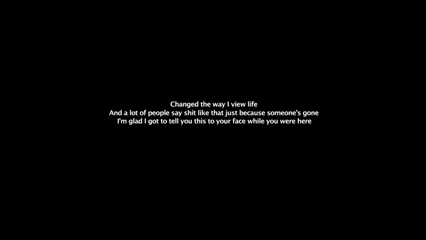 Changed the way I view life
And a lot of people say shit like that just because someone's gone
I'm glad I got to tell you this to your face while you were here